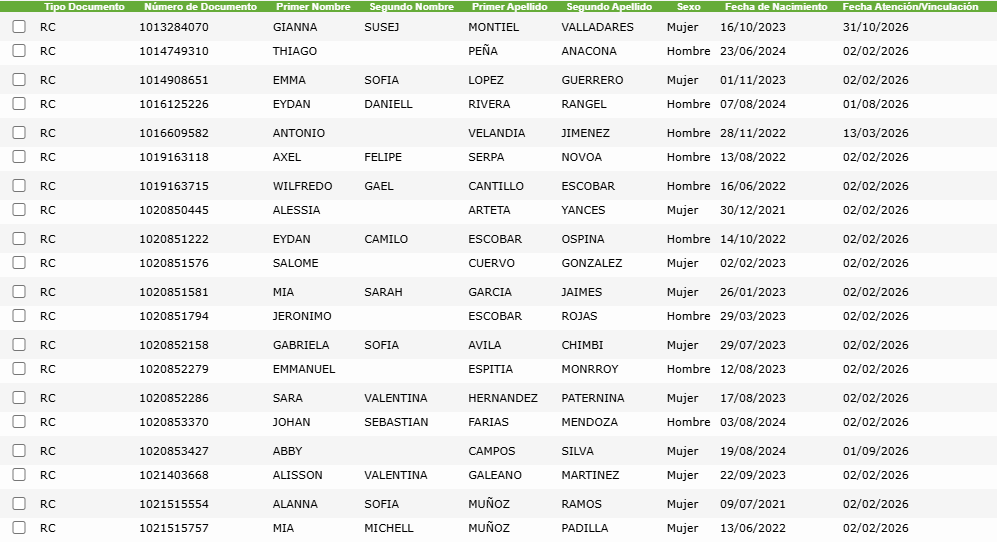 Tipo Documento Número de Documento Primer Nombre Segundo Nombre Primer Apellido Segundo Apellido Sexo Fecha de Nacimiento Fecha Atención/Vinculación
RC 1013284070 GIANNA SUSEJ MONTIEL VALLADARES Mujer 16/10/2023 31/10/2026
RC 1014749310 THIAGO PEÑA ANACONA Hombre 23/06/2024 02/02/2026
RC 1014908651 EMMA SOFIA LOPEZ GUERRERO Mujer 01/11/2023 02/02/2026
RC 1016125226 EYDAN DANIELL RIVERA RANGEL Hombre 07/08/2024 01/08/2026
RC 1016609582 ANTONIO VELANDIA JIMENEZ Hombre 28/11/2022 13/03/2026
RC 1019163118 AXEL FELIPE SERPA NOVOA Hombre 13/08/2022 02/02/2026
RC 1019163715 WILFREDO GAEL CANTILLO ESCOBAR Hombre 16/06/2022 02/02/2026
RC 1020850445 ALESSIA ARTETA YANCES Mujer 30/12/2021 02/02/2026
RC 1020851222 EYDAN CAMILO ESCOBAR OSPINA Hombre 14/10/2022 02/02/2026
RC 1020851576 SALOME CUERVO GONZALEZ Mujer 02/02/2023 02/02/2026
RC 1020851581 MIA SARAH GARCIA JAIMES Mujer 26/01/2023 02/02/2026
RC 1020851794 JERONIMO ESCOBAR ROJAS Hombre 29/03/2023 02/02/2026
RC 1020852158 GABRIELA SOFIA AVILA CHIMBI Mujer 29/07/2023 02/02/2026
RC 1020852279 EMMANUEL ESPITIA MONRROY Hombre 12/08/2023 02/02/2026
RC 1020852286 SARA VALENTINA HERNANDEZ PATERNINA Mujer 17/08/2023 02/02/2026
RC 1020853370 JOHAN SEBASTIAN FARIAS MENDOZA Hombre 03/08/2024 02/02/2026
RC 1020853427 ABBY CAMPOS SILVA Mujer 19/08/2024 01/09/2026
RC 1021403668 ALISSON VALENTINA GALEANO MARTINEZ Mujer 22/09/2023 02/02/2026
RC 1021515554 ALANNA SOFIA MUÑOZ RAMOS Mujer 09/07/2021 02/02/2026
RC 1021515757 MIA MICHELL MUÑOZ PADILLA Mujer 13/06/2022 02/02/2026